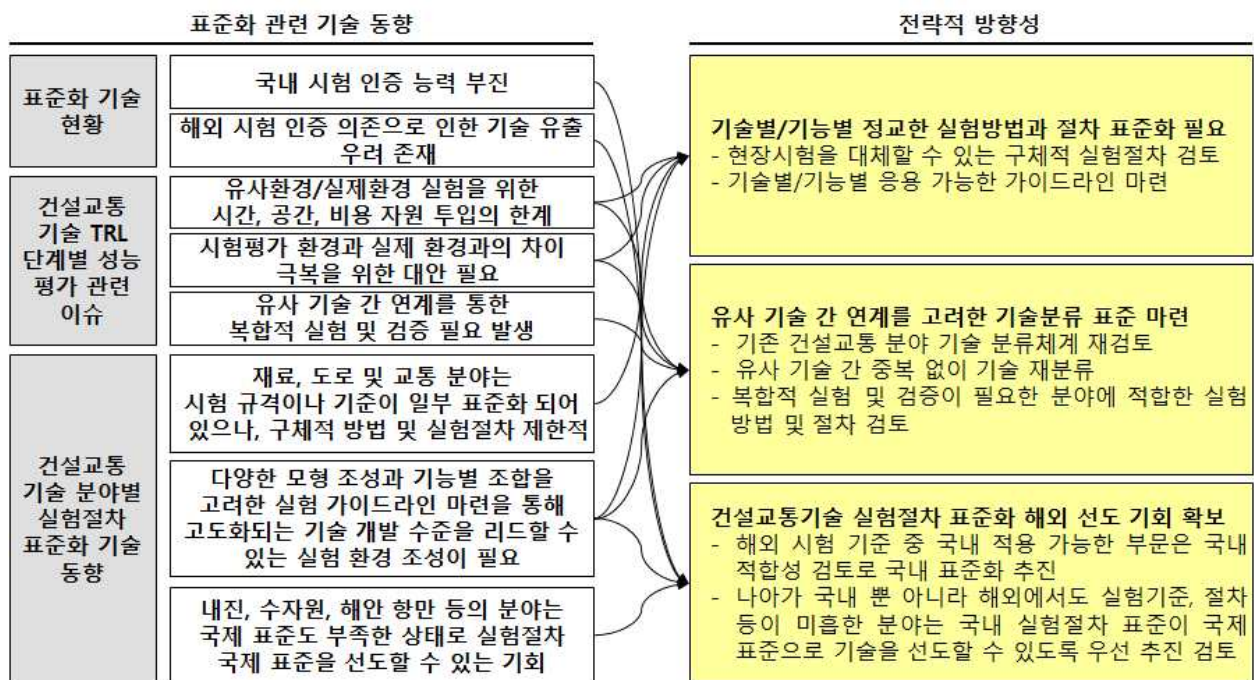 표준화 관련 기술 동향
전략적 방향성
표준화 기술
현황
국내 시험 인증 능력 부진
해외 시험 인증 의존으로 인한 기술 유출
우려 존재
건설교통
기술 TRL
단계별 성능
평가 관련
이슈
유사환경/실제환경 실험을 위한
시간, 공간, 비용 자원 투입의 한계
시험평가 환경과 실제 환경과의 차이
극복을 위한 대안 필요
유사 기술 간 연계를 통한
복합적 실험 및 검증 필요 발생
건설교통
기술 분야별
실험절차
표준화 기술
동향
재료, 도로 및 교통 분야는
시험 규격이나 기준이 일부 표준화 되어
있으나, 구체적 방법 및 실험절차 제한적
다양한 모형 조성과 기능별 조합을
고려한 실험 가이드라인 마련을 통해
고도화되는 기술 개발 수준을 리드할 수
있는 실험 환경 조성이 필요
내진, 수자원, 해안 항만 등의 분야는
국제 표준도 부족한 상태로 실험절차
국제 표준을 선도할 수 있는 기회
기술별/기능별 정교한 실험방법과 절차 표준화 필요
- 현장시험을 대체할 수 있는 구체적 실험절차 검토
- 기술별/기능별 응용 가능한 가이드라인 마련
유사 기술 간 연계를 고려한 기술분류 표준 마련
- 기존 건설교통 분야 기술 분류체계 재검토
- 유사 기술 간 중복 없이 기술 재분류
- 복합적 실험 및 검증이 필요한 분야에 적합한 실험
방법 및 절차 검토
건설교통기술 실험절차 표준화 해외 선도 기회 확보
- 해외 시험 기준 중 국내 적용 가능한 부문은 국내
적합성 검토로 국내 표준화 추진
- 나아가 국내 뿐 아니라 해외에서도 실험기준, 절차
등이 미흡한 분야는 국내 실험절차 표준이 국제
표준으로 기술을 선도할 수 있도록 우선 추진 검토